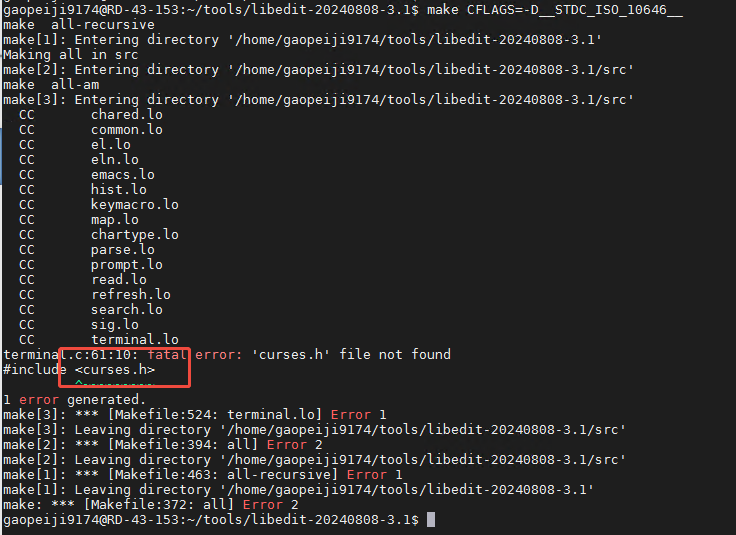 gaopeiji9174@RD-43-153:~/tools/libedit-20240808-3.1$ make CFLAGS=-D__STDC_ISO_10646__
make  all-recursive
make[1]: Entering directory '/home/gaopeiji9174/tools/libedit-20240808-3.1'
Making all in src
make[2]: Entering directory '/home/gaopeiji9174/tools/libedit-20240808-3.1/src'
make  all-am
make[3]: Entering directory '/home/gaopeiji9174/tools/libedit-20240808-3.1/src'
  CC       chared.lo
  CC       common.lo
  CC       el.lo
  CC       eln.lo
  CC       emacs.lo
  CC       hist.lo
  CC       keymacro.lo
  CC       map.lo
  CC       chartype.lo
  CC       parse.lo
  CC       prompt.lo
  CC       read.lo
  CC       refresh.lo
  CC       search.lo
  CC       sig.lo
  CC       terminal.lo
terminal.c:61:10: fatal error: 'curses.h' file not found
#include <curses.h>
         ^~~~~~~~~~
1 error generated.
make[3]: *** [Makefile:524: terminal.lo] Error 1
make[3]: Leaving directory '/home/gaopeiji9174/tools/libedit-20240808-3.1/src'
make[2]: *** [Makefile:394: all] Error 2
make[2]: Leaving directory '/home/gaopeiji9174/tools/libedit-20240808-3.1/src'
make[1]: *** [Makefile:463: all-recursive] Error 1
make[1]: Leaving directory '/home/gaopeiji9174/tools/libedit-20240808-3.1'
make: *** [Makefile:372: all] Error 2
gaopeiji9174@RD-43-153:~/tools/libedit-20240808-3.1$